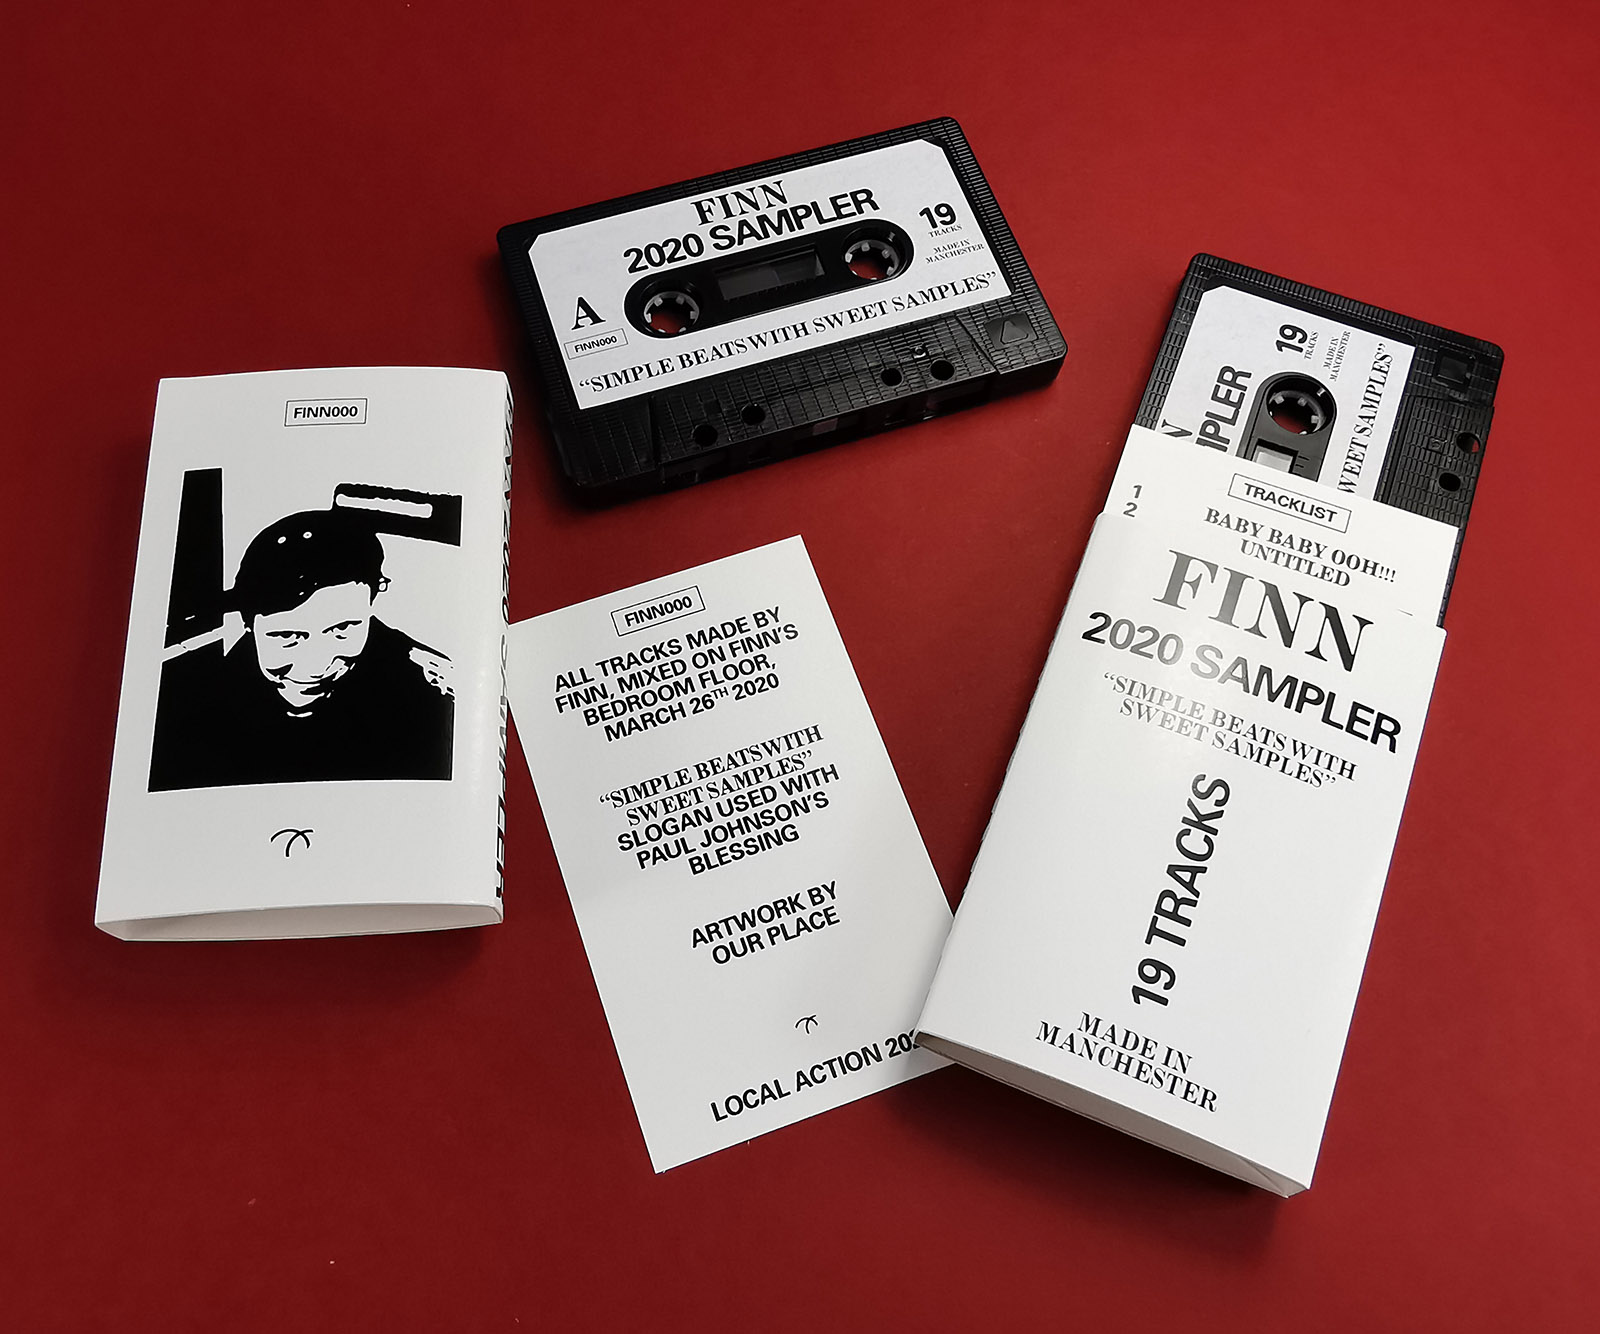 FINN
2020 SAMPLER
19
TRACKS
MADE IN
MANCHESTER
A
FINN000
“SIMPLE BEATS WITH SWEET SAMPLES”
FINN000
FINN000
ALL TRACKS MADE BY
FINN, MIXED ON FINN’S
BEDROOM FLOOR,
MARCH 26TH 2020
“SIMPLE BEATS WITH
SWEET SAMPLES”
SLOGAN USED WITH
PAUL JOHNSON’S
BLESSING
ARTWORK BY
OUR PLACE
LOCAL ACTION 20
19
TRACKS
MADE IN
MANCHESTER
SWEET SAMPLES”
TRACKLIST
1 BABY BABY OOH!!!
2 UNTITLED
FINN
2020 SAMPLER
“SIMPLE BEATS WITH
SWEET SAMPLES”
19 TRACKS
MADE IN
MANCHESTER